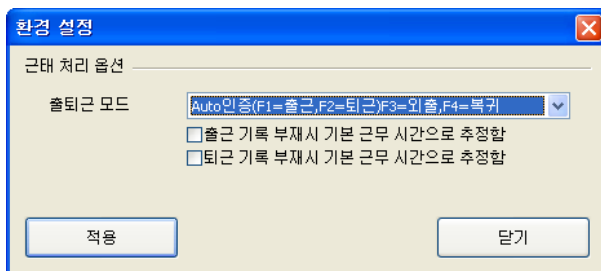 환경 설정
근태 처리 옵션
출퇴근 모드
Auto인증(F1=출근,F2=퇴근)F3=외출,F4=복귀
출근 기록 부재시 기본 근무 시간으로 추정함
퇴근 기록 부재시 기본 근무 시간으로 추정함
적용 닫기